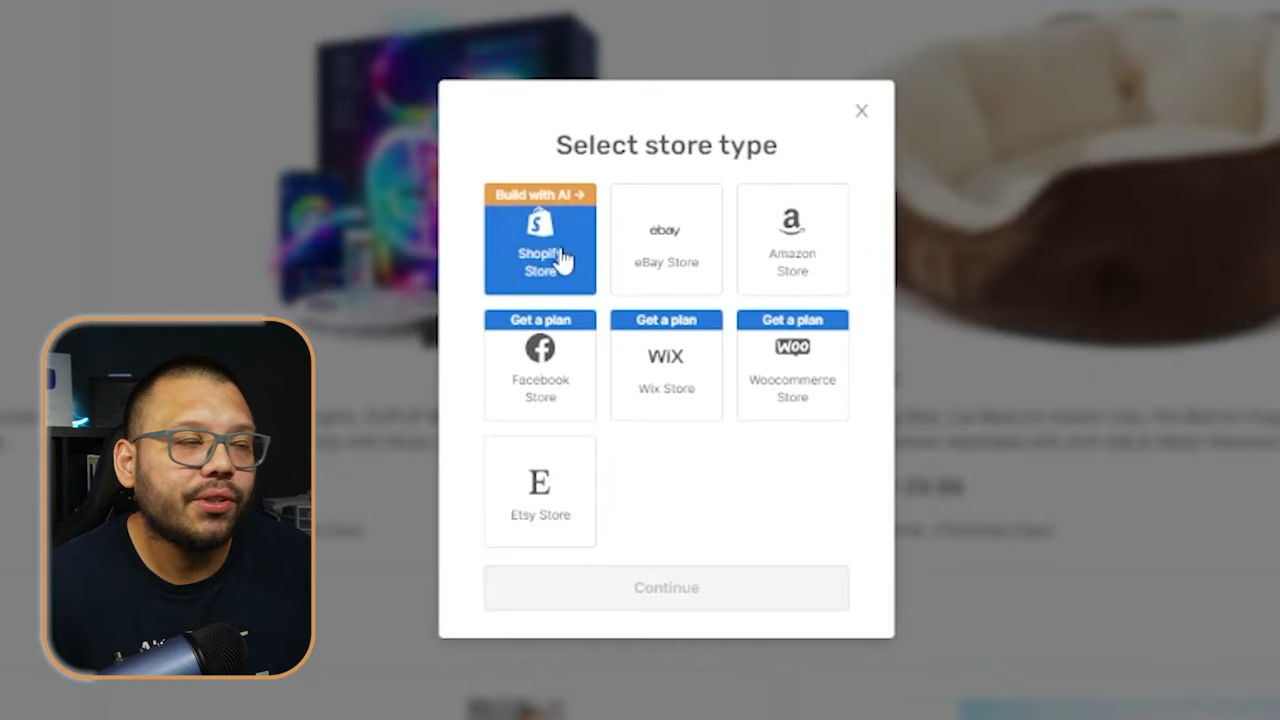 X
Select store type
Build with AI →
Shopify
Store
ebay
eBay Store
a
Amazon
Store
Get a plan
Facebook
Store
Get a plan
WiX
Wix Store
Get a plan
Woo
Woocommerce
Store
E
Etsy Store
Continue